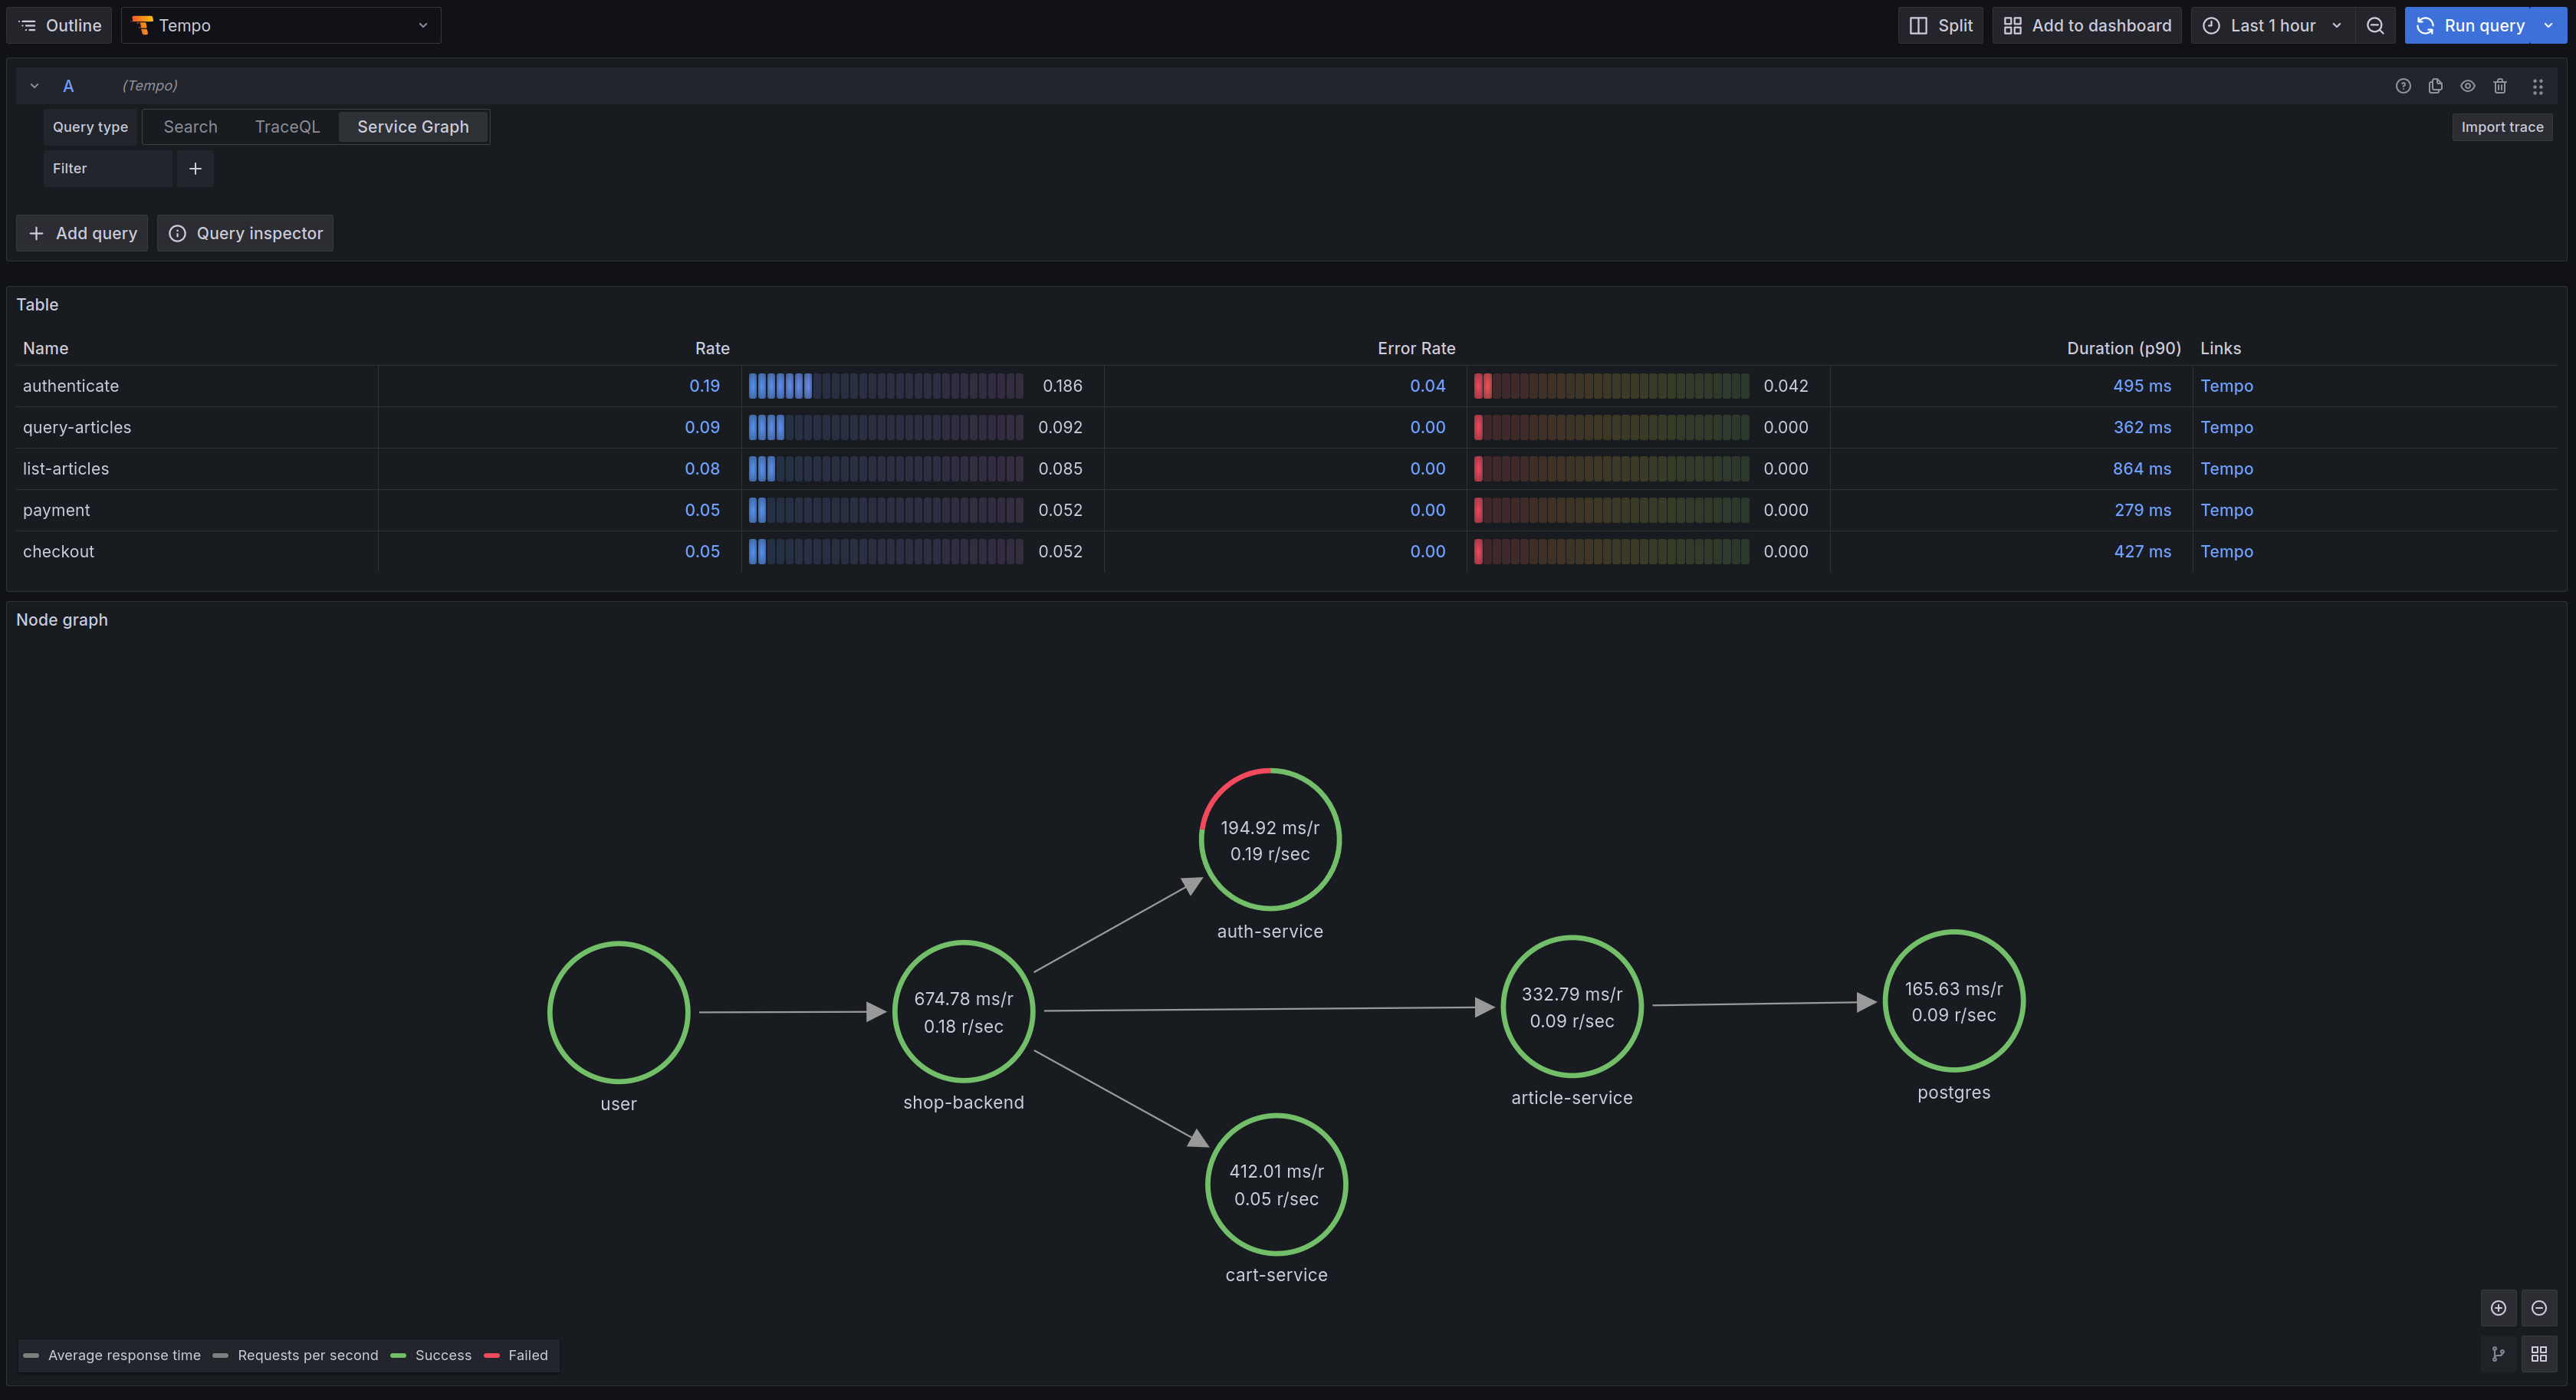 Outline Tempo Split Add to dashboard Last 1 hour Run query
A (Tempo)
Query type Search TraceQL Service Graph Import trace
Filter
Add query Query inspector
Table
Name Rate Error Rate Duration (p90) Links
authenticate 0.19 0.186 0.04 0.042 495 ms Tempo
query-articles 0.09 0.092 0.00 0.000 362 ms Tempo
list-articles 0.08 0.085 0.00 0.000 864 ms Tempo
payment 0.05 0.052 0.00 0.000 279 ms Tempo
checkout 0.05 0.052 0.00 0.000 427 ms Tempo
Node graph
194.92 ms/r
0.19 r/sec
auth-service
user
674.78 ms/r
0.18 r/sec
shop-backend
332.79 ms/r
0.09 r/sec
article-service
165.63 ms/r
0.09 r/sec
postgres
412.01 ms/r
0.05 r/sec
cart-service
Average response time Requests per second Success Failed